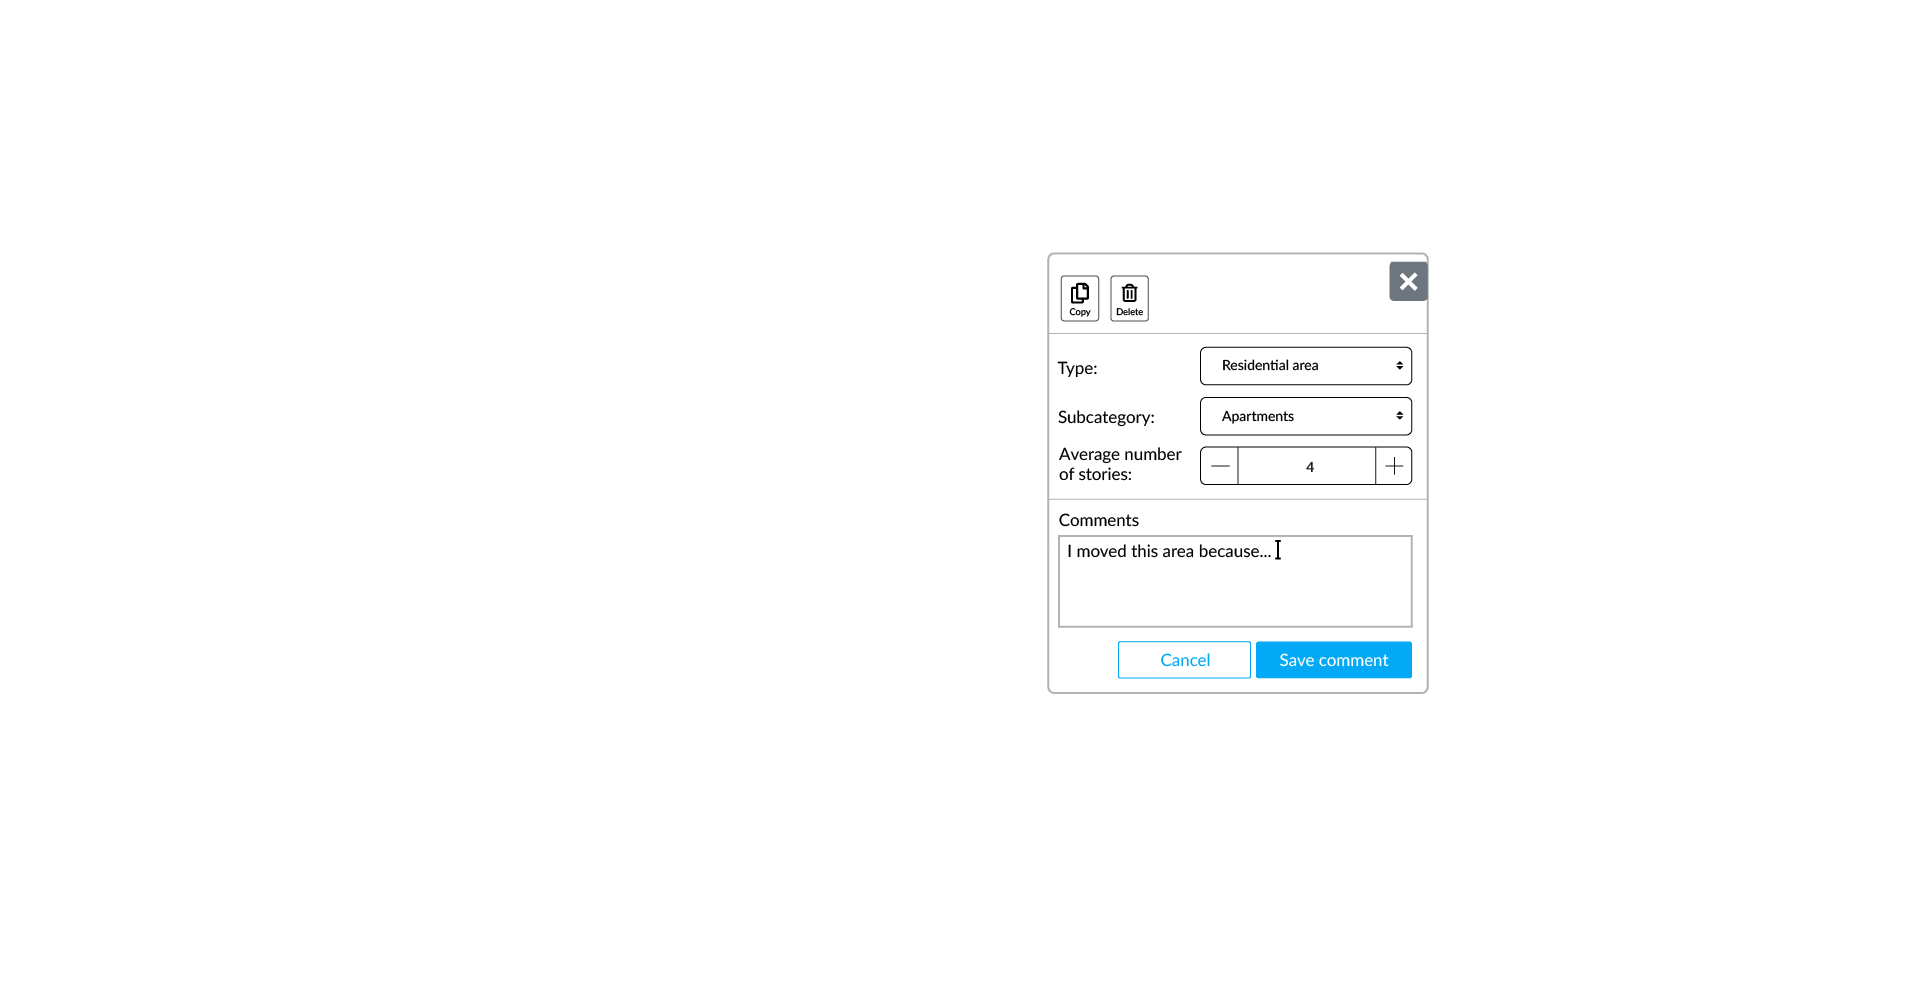 Copy
Delete
Type:
Residential area
Subcategory:
Apartments
Average number
of stories:
4
Comments
I moved this area because...
Cancel
Save comment